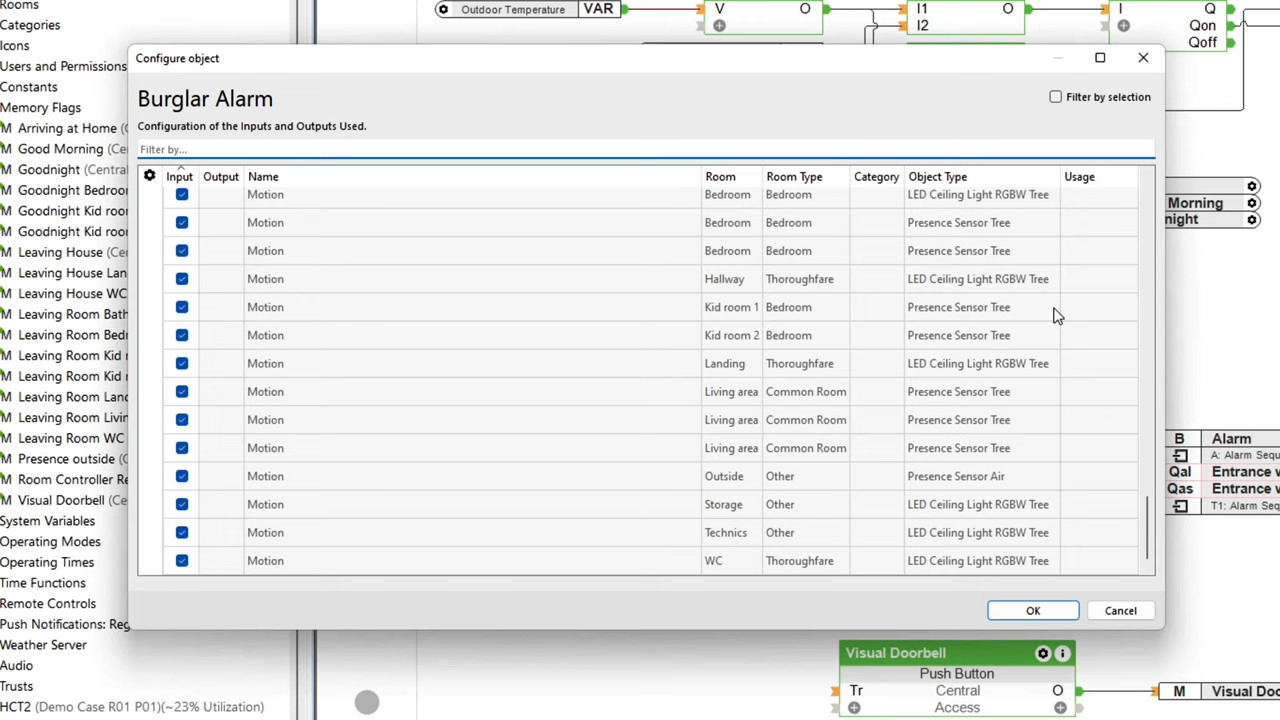 Rooms
Categories
Icons
Users and Permissions
Constants
Memory Flags
M Arriving at Home (C
M Good Morning (Ce
M Goodnight (Central
M Goodnight Bedroom
M Goodnight Kid room
M Goodnight Kid room
M Leaving House (Cen
M Leaving House Lan
M Leaving House WC
M Leaving Room Bath
M Leaving Room Bedr
M Leaving Room Kid r
M Leaving Room Kid r
M Leaving Room Land
M Leaving Room Livin
M Leaving Room WC
M Presence outside (C
M Room Controller Re
M Visual Doorbell (Ce
System Variables
Operating Modes
Operating Times
Time Functions
Remote Controls
Push Notifications: Reg
Weather Server
Audio
Trusts
HCT2 (Demo Case R01 P01)(~23% Utilization)
Outdoor Temperature VAR
V O
I1 O
I2
I Q
Qon
Qoff
Configure object
Burglar Alarm
Filter by selection
Configuration of the Inputs and Outputs Used.
Filter by...
Input Output Name Room Room Type Category Object Type Usage
Motion Bedroom Bedroom LED Ceiling Light RGBW Tree
Motion Bedroom Bedroom Presence Sensor Tree
Motion Bedroom Bedroom Presence Sensor Tree
Motion Hallway Thoroughfare LED Ceiling Light RGBW Tree
Motion Kid room 1 Bedroom Presence Sensor Tree
Motion Kid room 2 Bedroom Presence Sensor Tree
Motion Landing Thoroughfare LED Ceiling Light RGBW Tree
Motion Living area Common Room Presence Sensor Tree
Motion Living area Common Room Presence Sensor Tree
Motion Living area Common Room Presence Sensor Tree
Motion Outside Other Presence Sensor Air
Motion Storage Other LED Ceiling Light RGBW Tree
Motion Technics Other LED Ceiling Light RGBW Tree
Motion WC Thoroughfare LED Ceiling Light RGBW Tree
OK Cancel
Morning
night
B Alarm
A: Alarm Sequ
Qal Entrance w
Qas Entrance w
T1: Alarm Seq
Visual Doorbell
Push Button
Tr Central O
Access
M Visual Doo